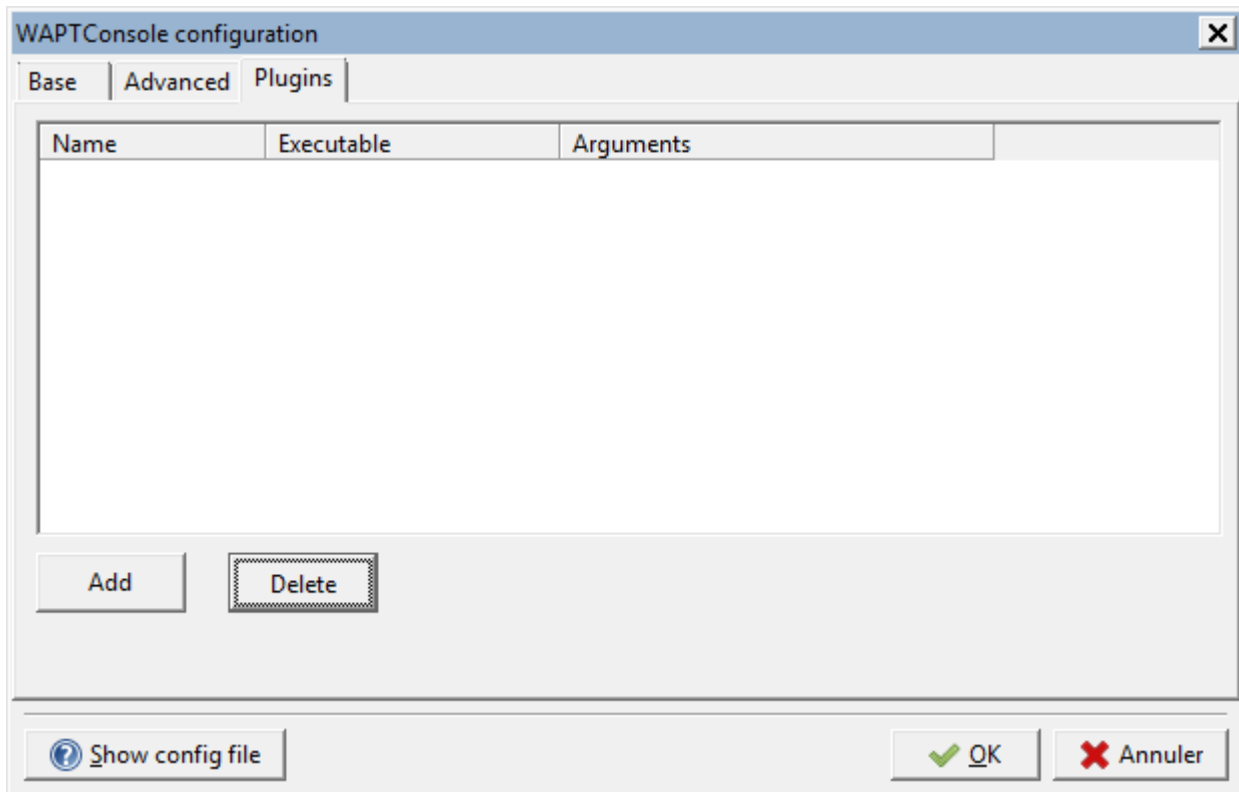 WAPTConsole configuration
Base Advanced Plugins
Name Executable Arguments
Add Delete
Show config file OK Annuler